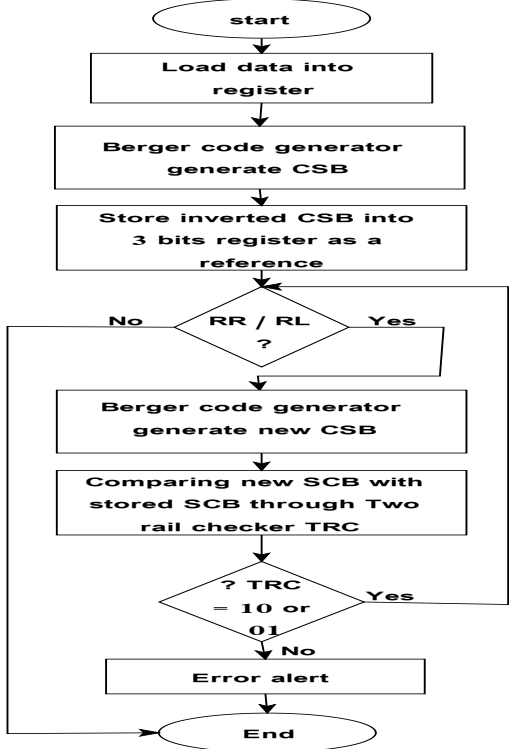 start
Load data into
register
Berger code generator
generate CSB
Store inverted CSB into
3 bits register as a
reference
No
RR / RL
?
Yes
Berger code generator
generate new CSB
Comparing new SCB with
stored SCB through Two
rail checker TRC
? TRC
= 10 or
01
Yes
No
Error alert
End